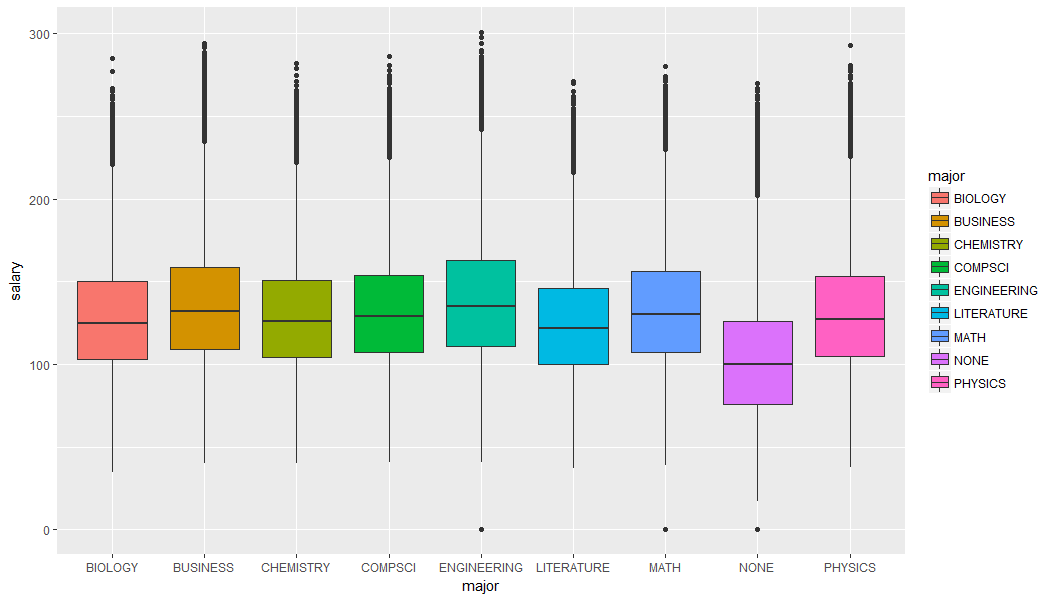 300
200
100
0
salary
BIOLOGY BUSINESS CHEMISTRY COMPSCI ENGINEERING LITERATURE MATH NONE PHYSICS
major
major
BIOLOGY
BUSINESS
CHEMISTRY
COMPSCI
ENGINEERING
LITERATURE
MATH
NONE
PHYSICS